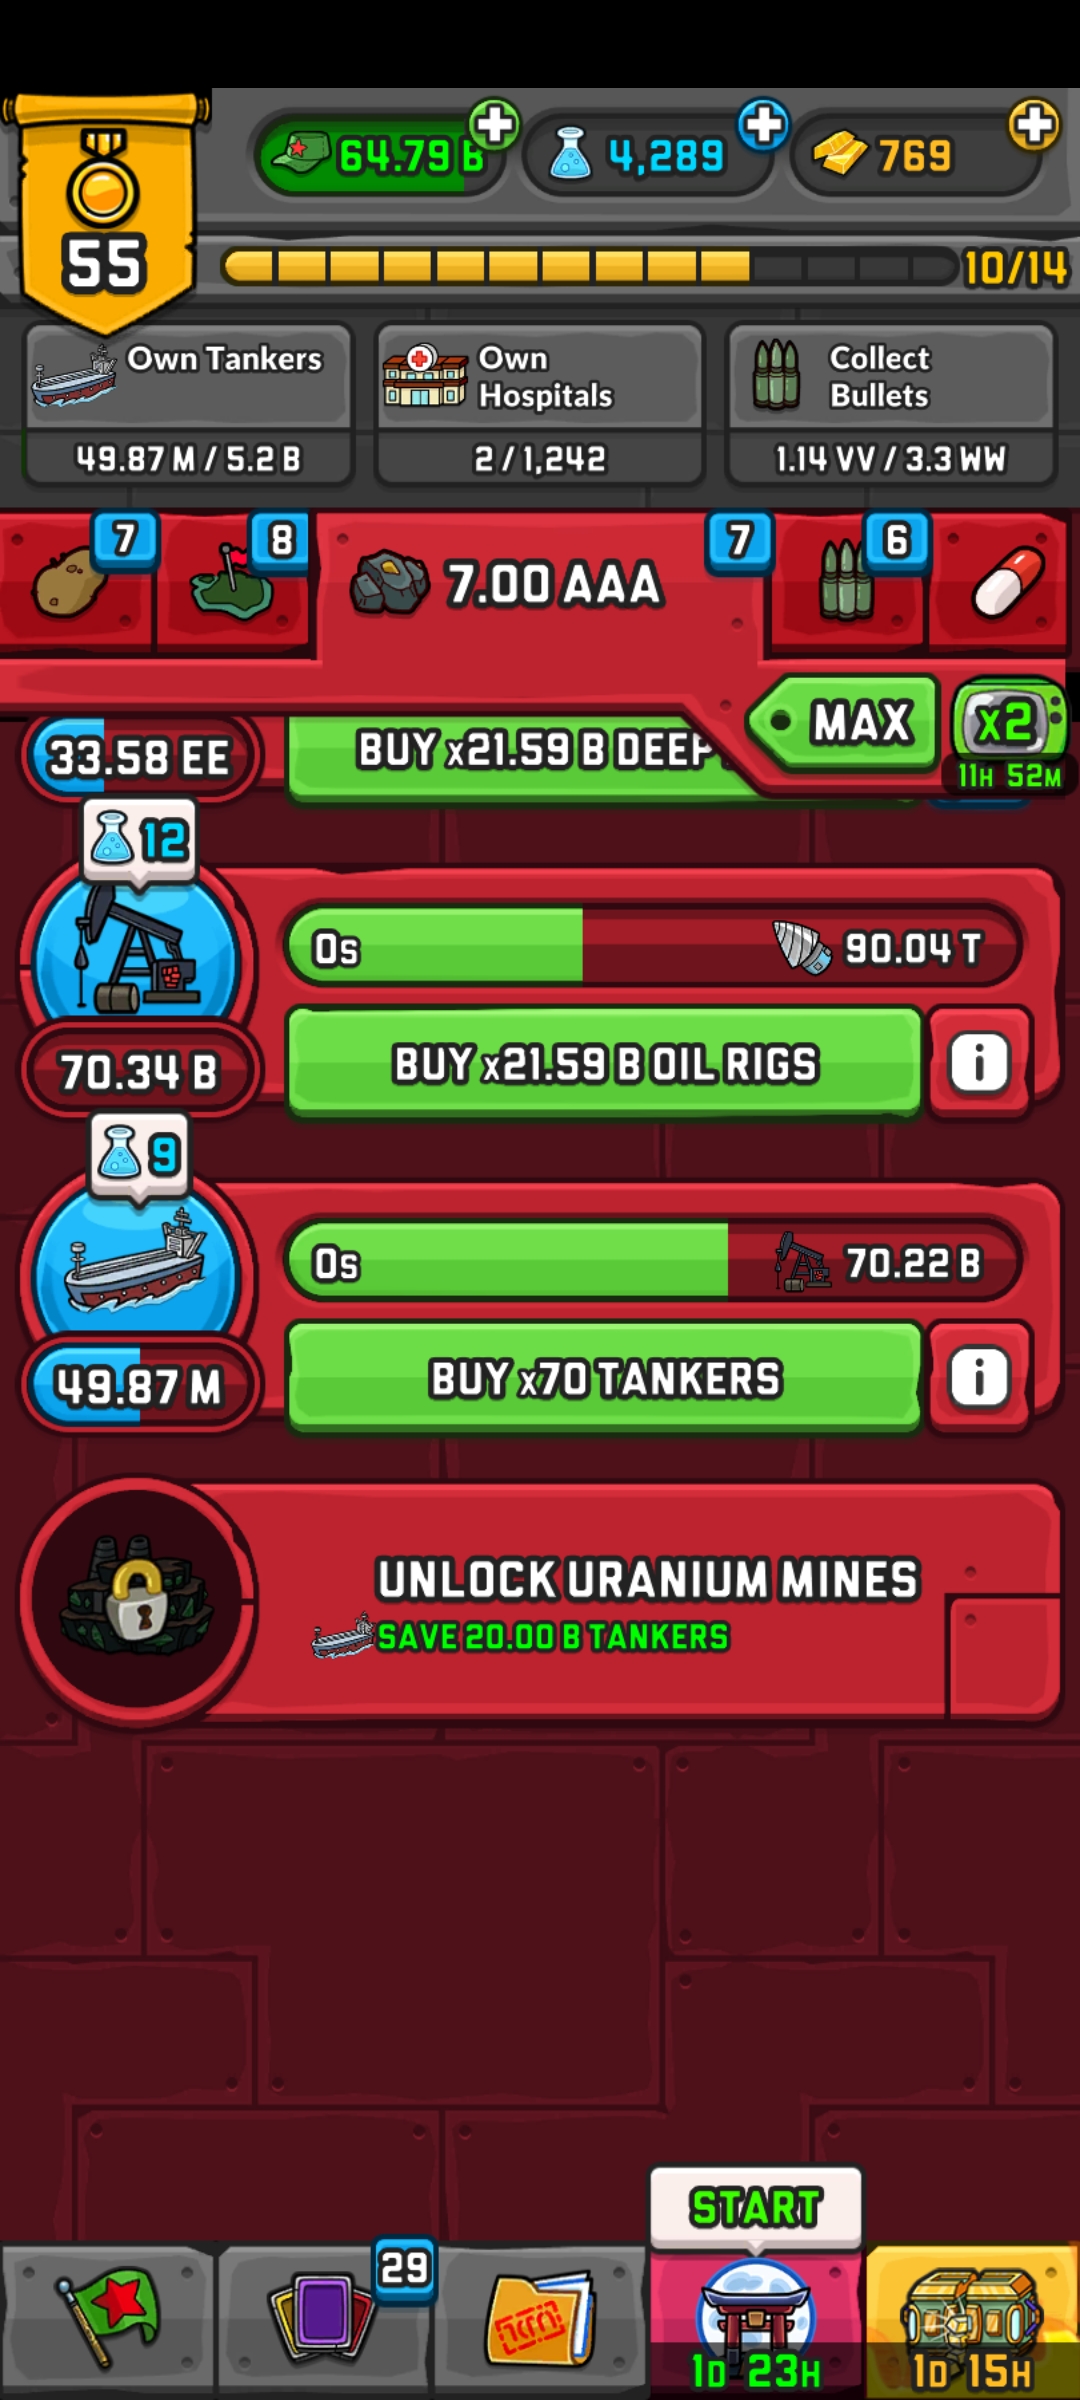 64.79 B
4,289
769
55
10/14
Own Tankers
49.87 M / 5.2 B
Own
Hospitals
2 / 1,242
Collect
Bullets
1.14 VV / 3.3 WW
7
8
7.00 AAA
7
6
MAX
x2
11H 52M
33.58 EE
BUY x21.59 B DEEP
12
0s
90.04 T
70.34 B
BUY x21.59 B OIL RIGS
i
9
0s
70.22 B
49.87 M
BUY x70 TANKERS
i
UNLOCK URANIUM MINES
SAVE 20.00 B TANKERS
START
29
1D 23H
1D 15H